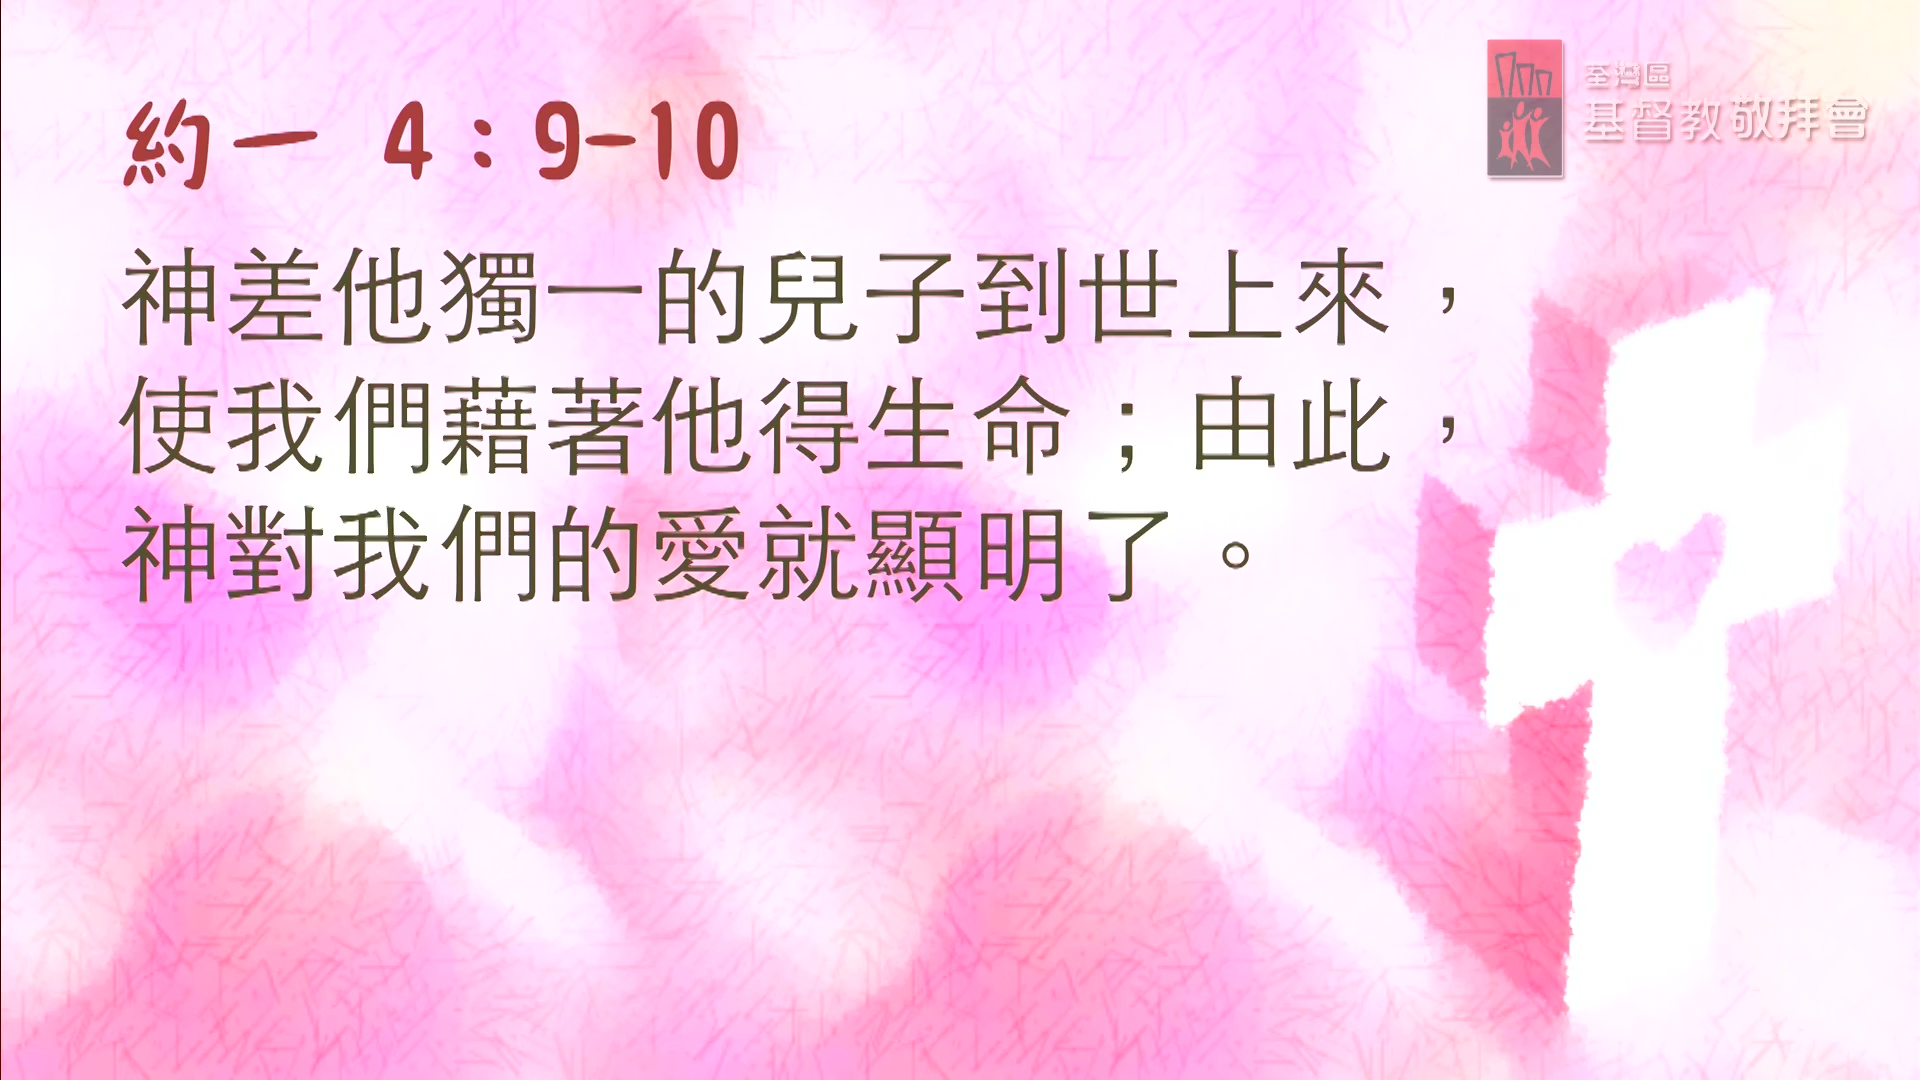 約一 4：9-10
荃灣區
基督教敬拜會
神差他獨一的兒子到世上來，
使我們藉著他得生命；由此，
神對我們的愛就顯明了。